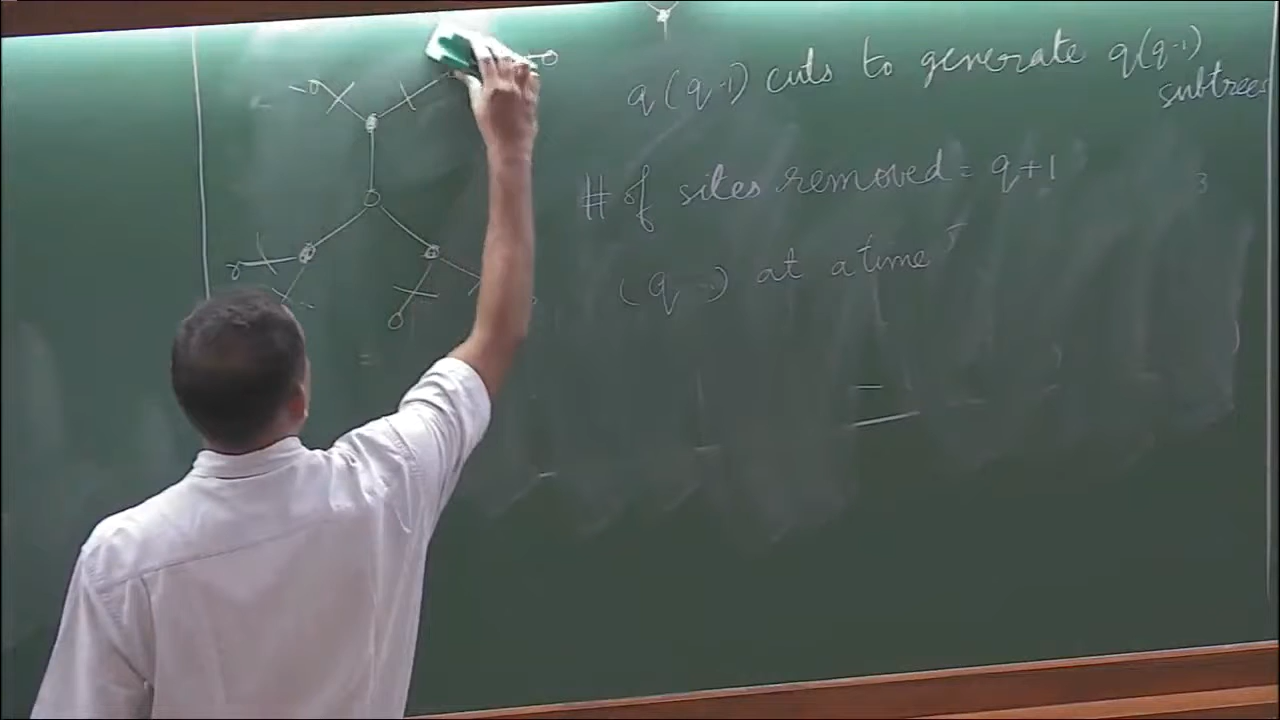 q(q-1) cuts to generate q(q-1)
subtrees
# of sites removed = q+1
(q-1) at a time